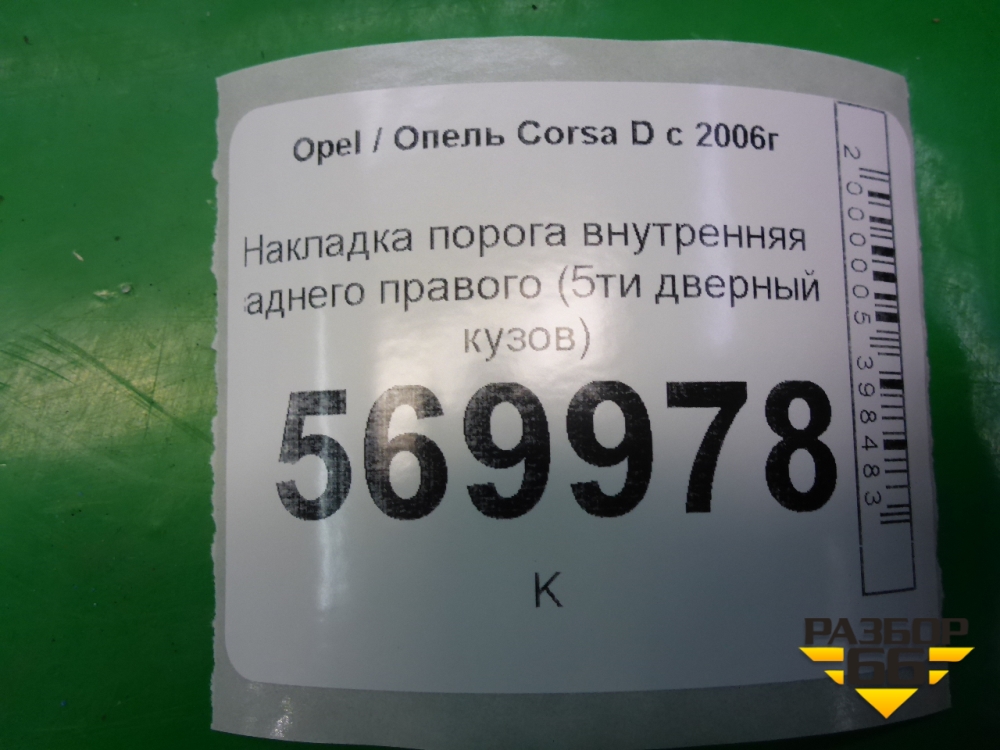 Opel / Опель Corsa D с 2006г
Накладка порога внутренняя
аднего правого (5ти дверный
кузов)
569978
К
2000005398483
РАЗБОР
66